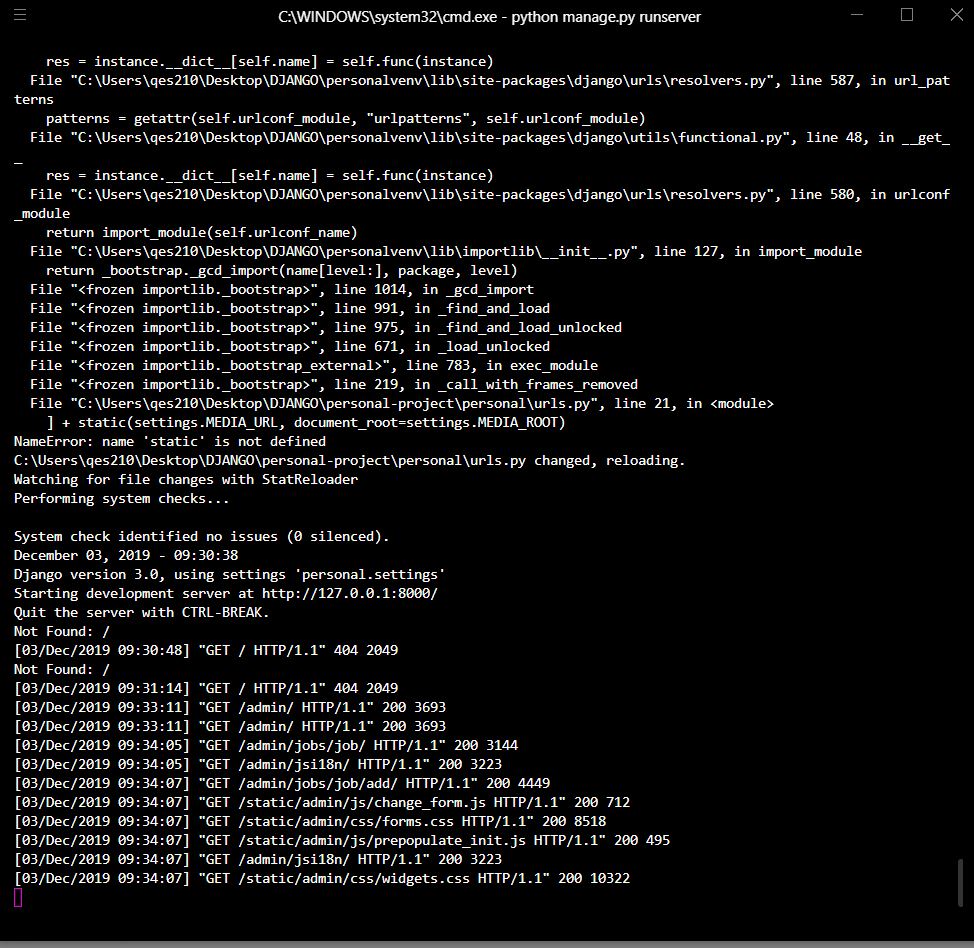 C:\WINDOWS\system32\cmd.exe - python manage.py runserver
    res = instance.__dict__[self.name] = self.func(instance)
  File "C:\Users\qes210\Desktop\DJANGO\personalvenv\lib\site-packages\django\urls\resolvers.py", line 587, in url_pat
terns
    patterns = getattr(self.urlconf_module, "urlpatterns", self.urlconf_module)
  File "C:\Users\qes210\Desktop\DJANGO\personalvenv\lib\site-packages\django\utils\functional.py", line 48, in __get_
_
    res = instance.__dict__[self.name] = self.func(instance)
  File "C:\Users\qes210\Desktop\DJANGO\personalvenv\lib\site-packages\django\urls\resolvers.py", line 580, in urlconf
_module
    return import_module(self.urlconf_name)
  File "C:\Users\qes210\Desktop\DJANGO\personalvenv\lib\importlib\__init__.py", line 127, in import_module
    return _bootstrap._gcd_import(name[level:], package, level)
  File "<frozen importlib._bootstrap>", line 1014, in _gcd_import
  File "<frozen importlib._bootstrap>", line 991, in _find_and_load
  File "<frozen importlib._bootstrap>", line 975, in _find_and_load_unlocked
  File "<frozen importlib._bootstrap>", line 671, in _load_unlocked
  File "<frozen importlib._bootstrap_external>", line 783, in exec_module
  File "<frozen importlib._bootstrap>", line 219, in _call_with_frames_removed
  File "C:\Users\qes210\Desktop\DJANGO\personal-project\personal\urls.py", line 21, in <module>
    ] + static(settings.MEDIA_URL, document_root=settings.MEDIA_ROOT)
NameError: name 'static' is not defined
C:\Users\qes210\Desktop\DJANGO\personal-project\personal\urls.py changed, reloading.
Watching for file changes with StatReloader
Performing system checks...

System check identified no issues (0 silenced).
December 03, 2019 - 09:30:38
Django version 3.0, using settings 'personal.settings'
Starting development server at http://127.0.0.1:8000/
Quit the server with CTRL-BREAK.
Not Found: /
[03/Dec/2019 09:30:48] "GET / HTTP/1.1" 404 2049
Not Found: /
[03/Dec/2019 09:31:14] "GET / HTTP/1.1" 404 2049
[03/Dec/2019 09:33:11] "GET /admin/ HTTP/1.1" 200 3693
[03/Dec/2019 09:33:11] "GET /admin/ HTTP/1.1" 200 3693
[03/Dec/2019 09:34:05] "GET /admin/jobs/job/ HTTP/1.1" 200 3144
[03/Dec/2019 09:34:05] "GET /admin/jsi18n/ HTTP/1.1" 200 3223
[03/Dec/2019 09:34:07] "GET /admin/jobs/job/add/ HTTP/1.1" 200 4449
[03/Dec/2019 09:34:07] "GET /static/admin/js/change_form.js HTTP/1.1" 200 712
[03/Dec/2019 09:34:07] "GET /static/admin/css/forms.css HTTP/1.1" 200 8518
[03/Dec/2019 09:34:07] "GET /static/admin/js/prepopulate_init.js HTTP/1.1" 200 495
[03/Dec/2019 09:34:07] "GET /admin/jsi18n/ HTTP/1.1" 200 3223
[03/Dec/2019 09:34:07] "GET /static/admin/css/widgets.css HTTP/1.1" 200 10322